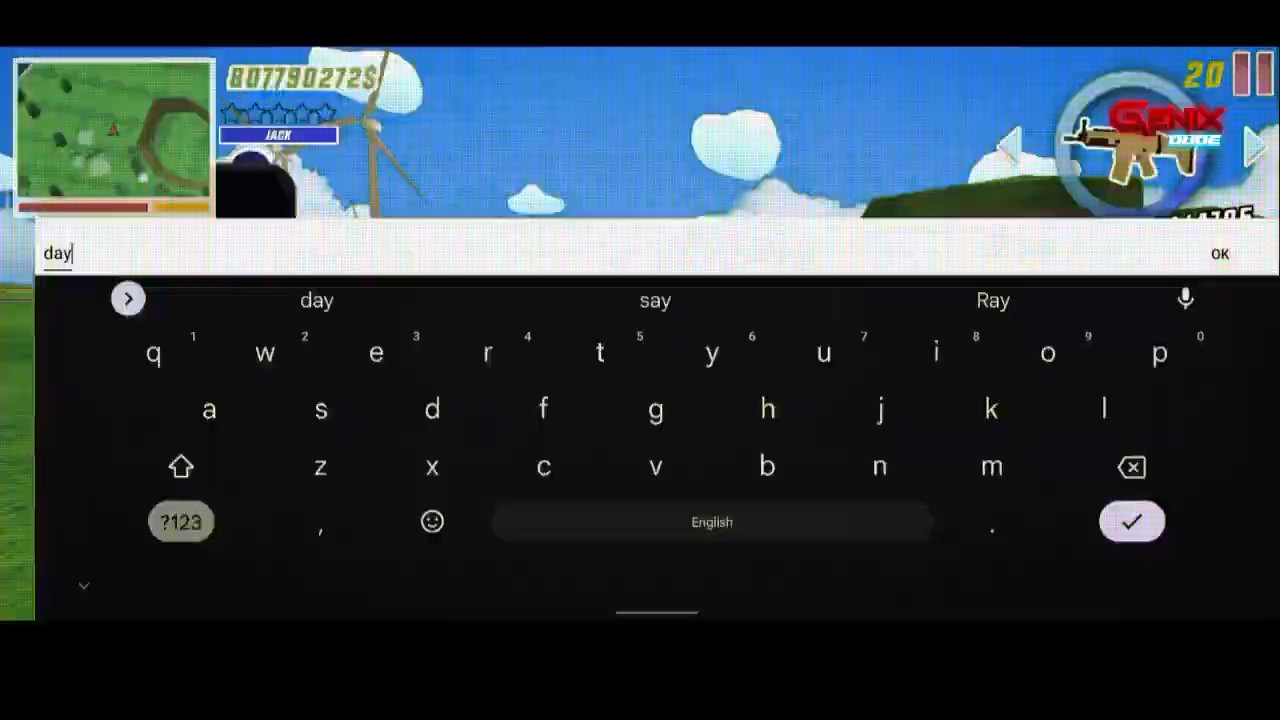 807790272$
JACK
20
GENIX
DUDE
day
OK
day say Ray
1 2 3 4 5 6 7 8 9 0
q w e r t y u i o p
a s d f g h j k l
z x c v b n m
?123 , English .